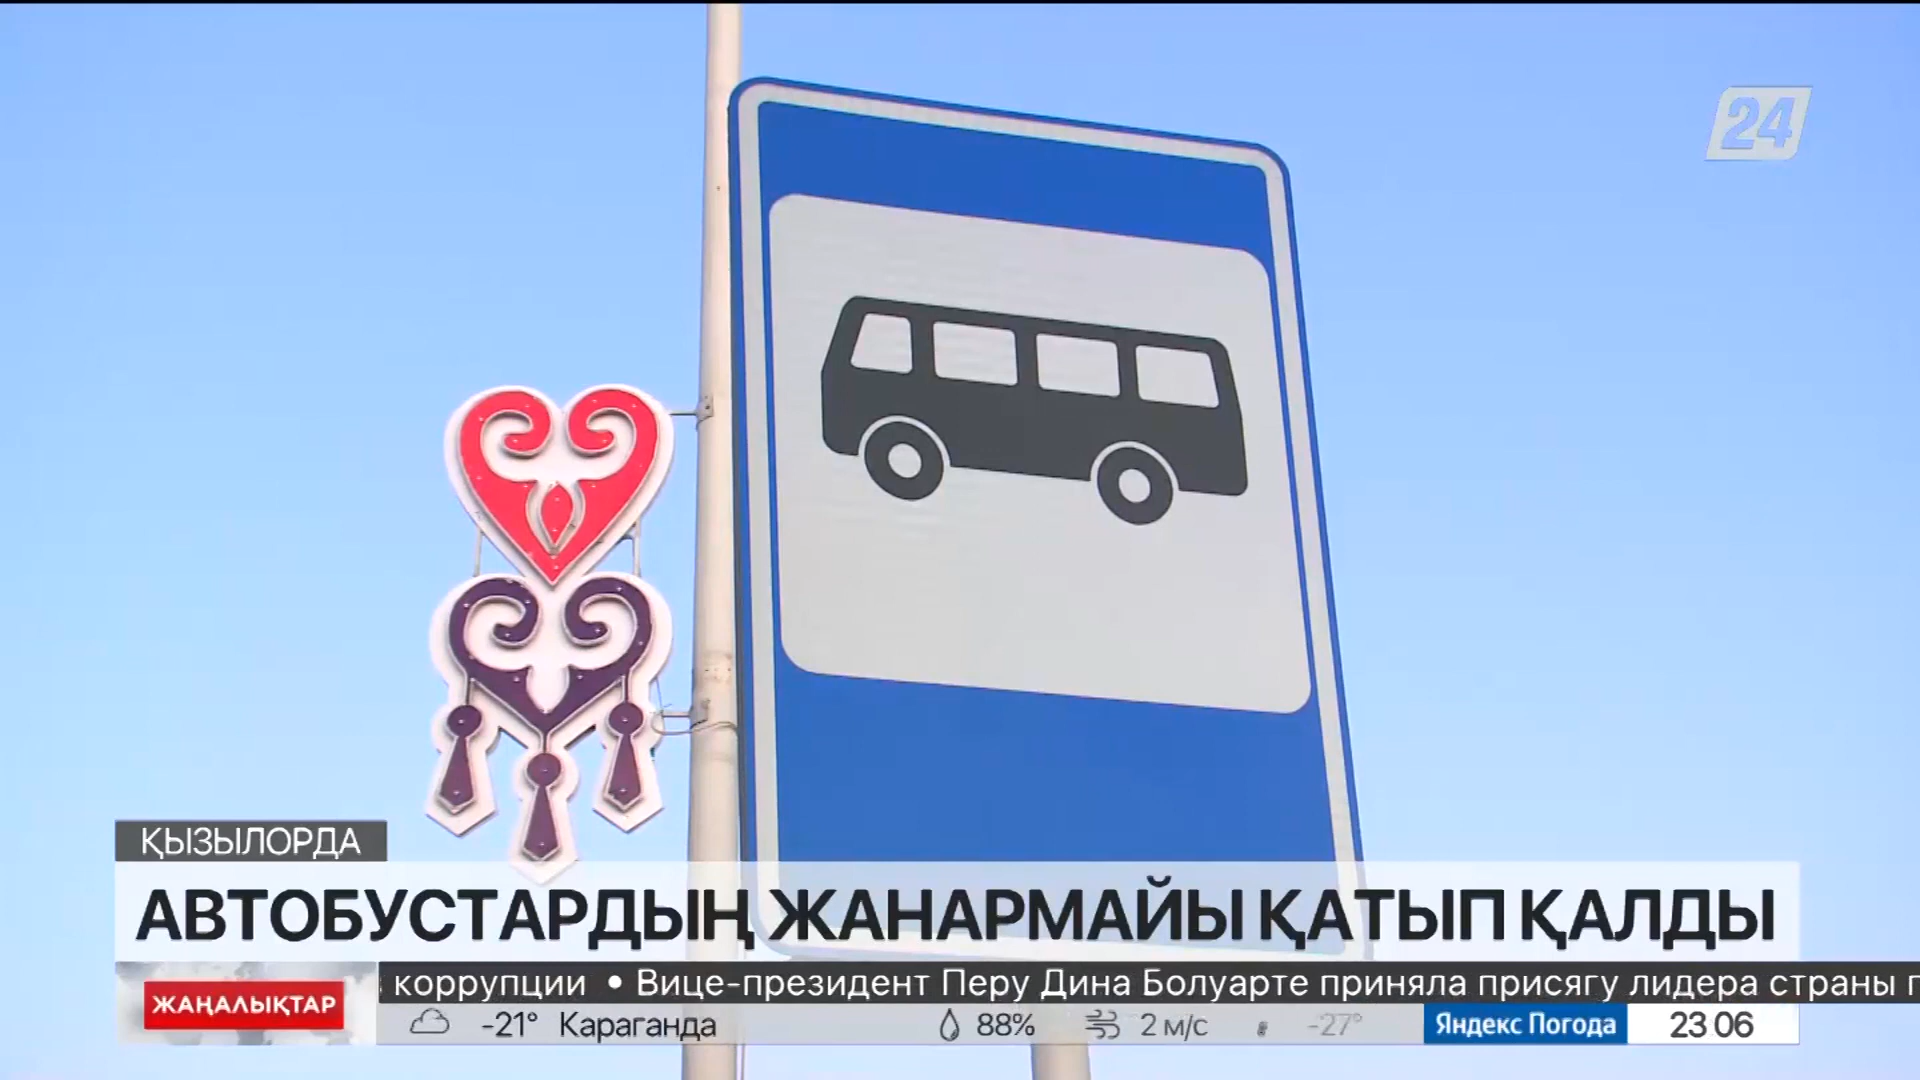 24
ҚЫЗЫЛОРДА
АВТОБУСТАРДЫҢ ЖАНАРМАЙЫ ҚАТЫП ҚАЛДЫ
коррупции • Вице-президент Перу Дина Болуарте приняла присягу лидера страны
ЖАҢАЛЫҚТАР
-21° Караганда 88% 2 м/с -27° Яндекс Погода 23 06